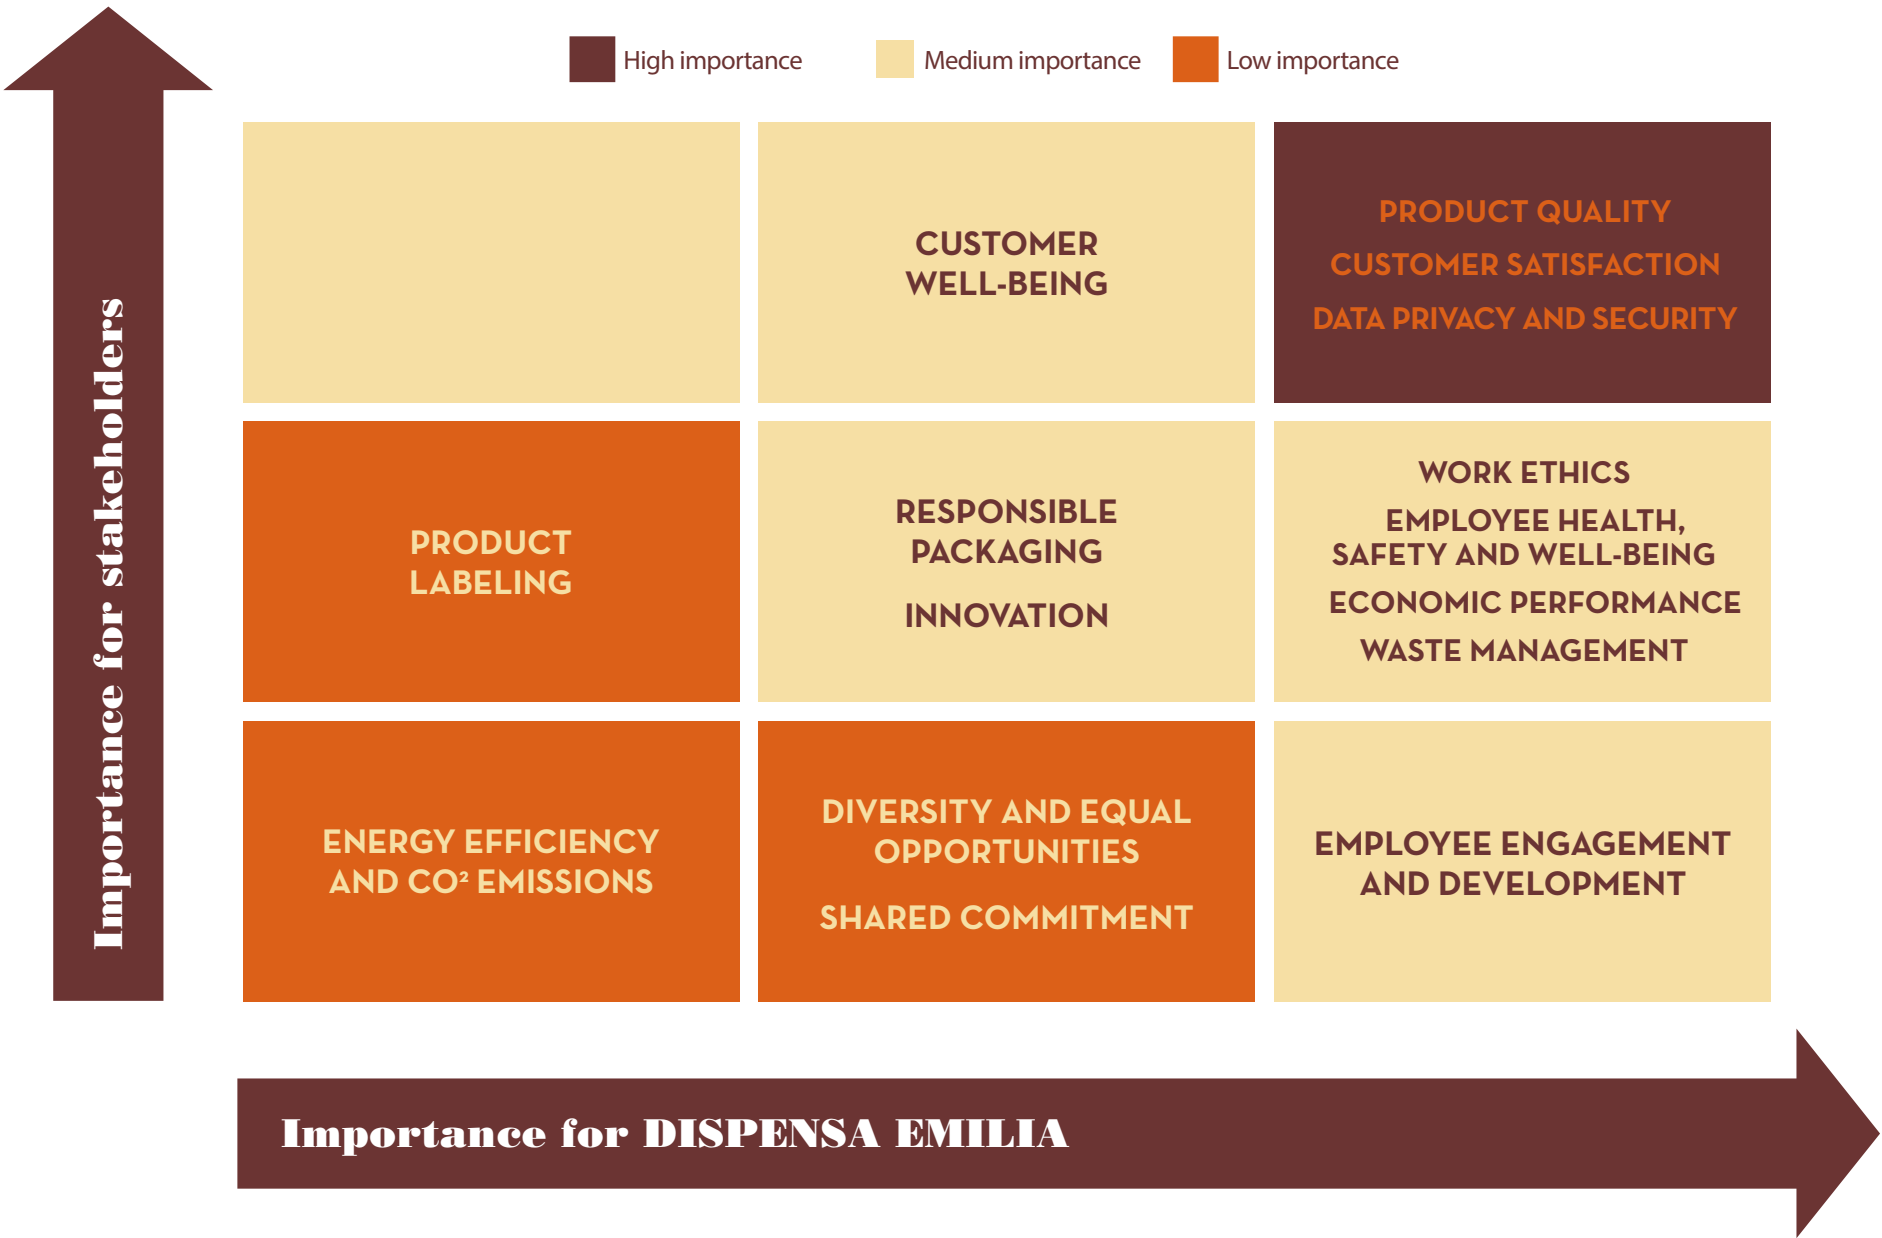 High importance
Medium importance
Low importance
Importance for stakeholders
CUSTOMER
WELL-BEING
PRODUCT QUALITY
CUSTOMER SATISFACTION
DATA PRIVACY AND SECURITY
PRODUCT
LABELING
RESPONSIBLE
PACKAGING
INNOVATION
WORK ETHICS
EMPLOYEE HEALTH,
SAFETY AND WELL-BEING
ECONOMIC PERFORMANCE
WASTE MANAGEMENT
ENERGY EFFICIENCY
AND CO² EMISSIONS
DIVERSITY AND EQUAL
OPPORTUNITIES
SHARED COMMITMENT
EMPLOYEE ENGAGEMENT
AND DEVELOPMENT
Importance for DISPENSA EMILIA